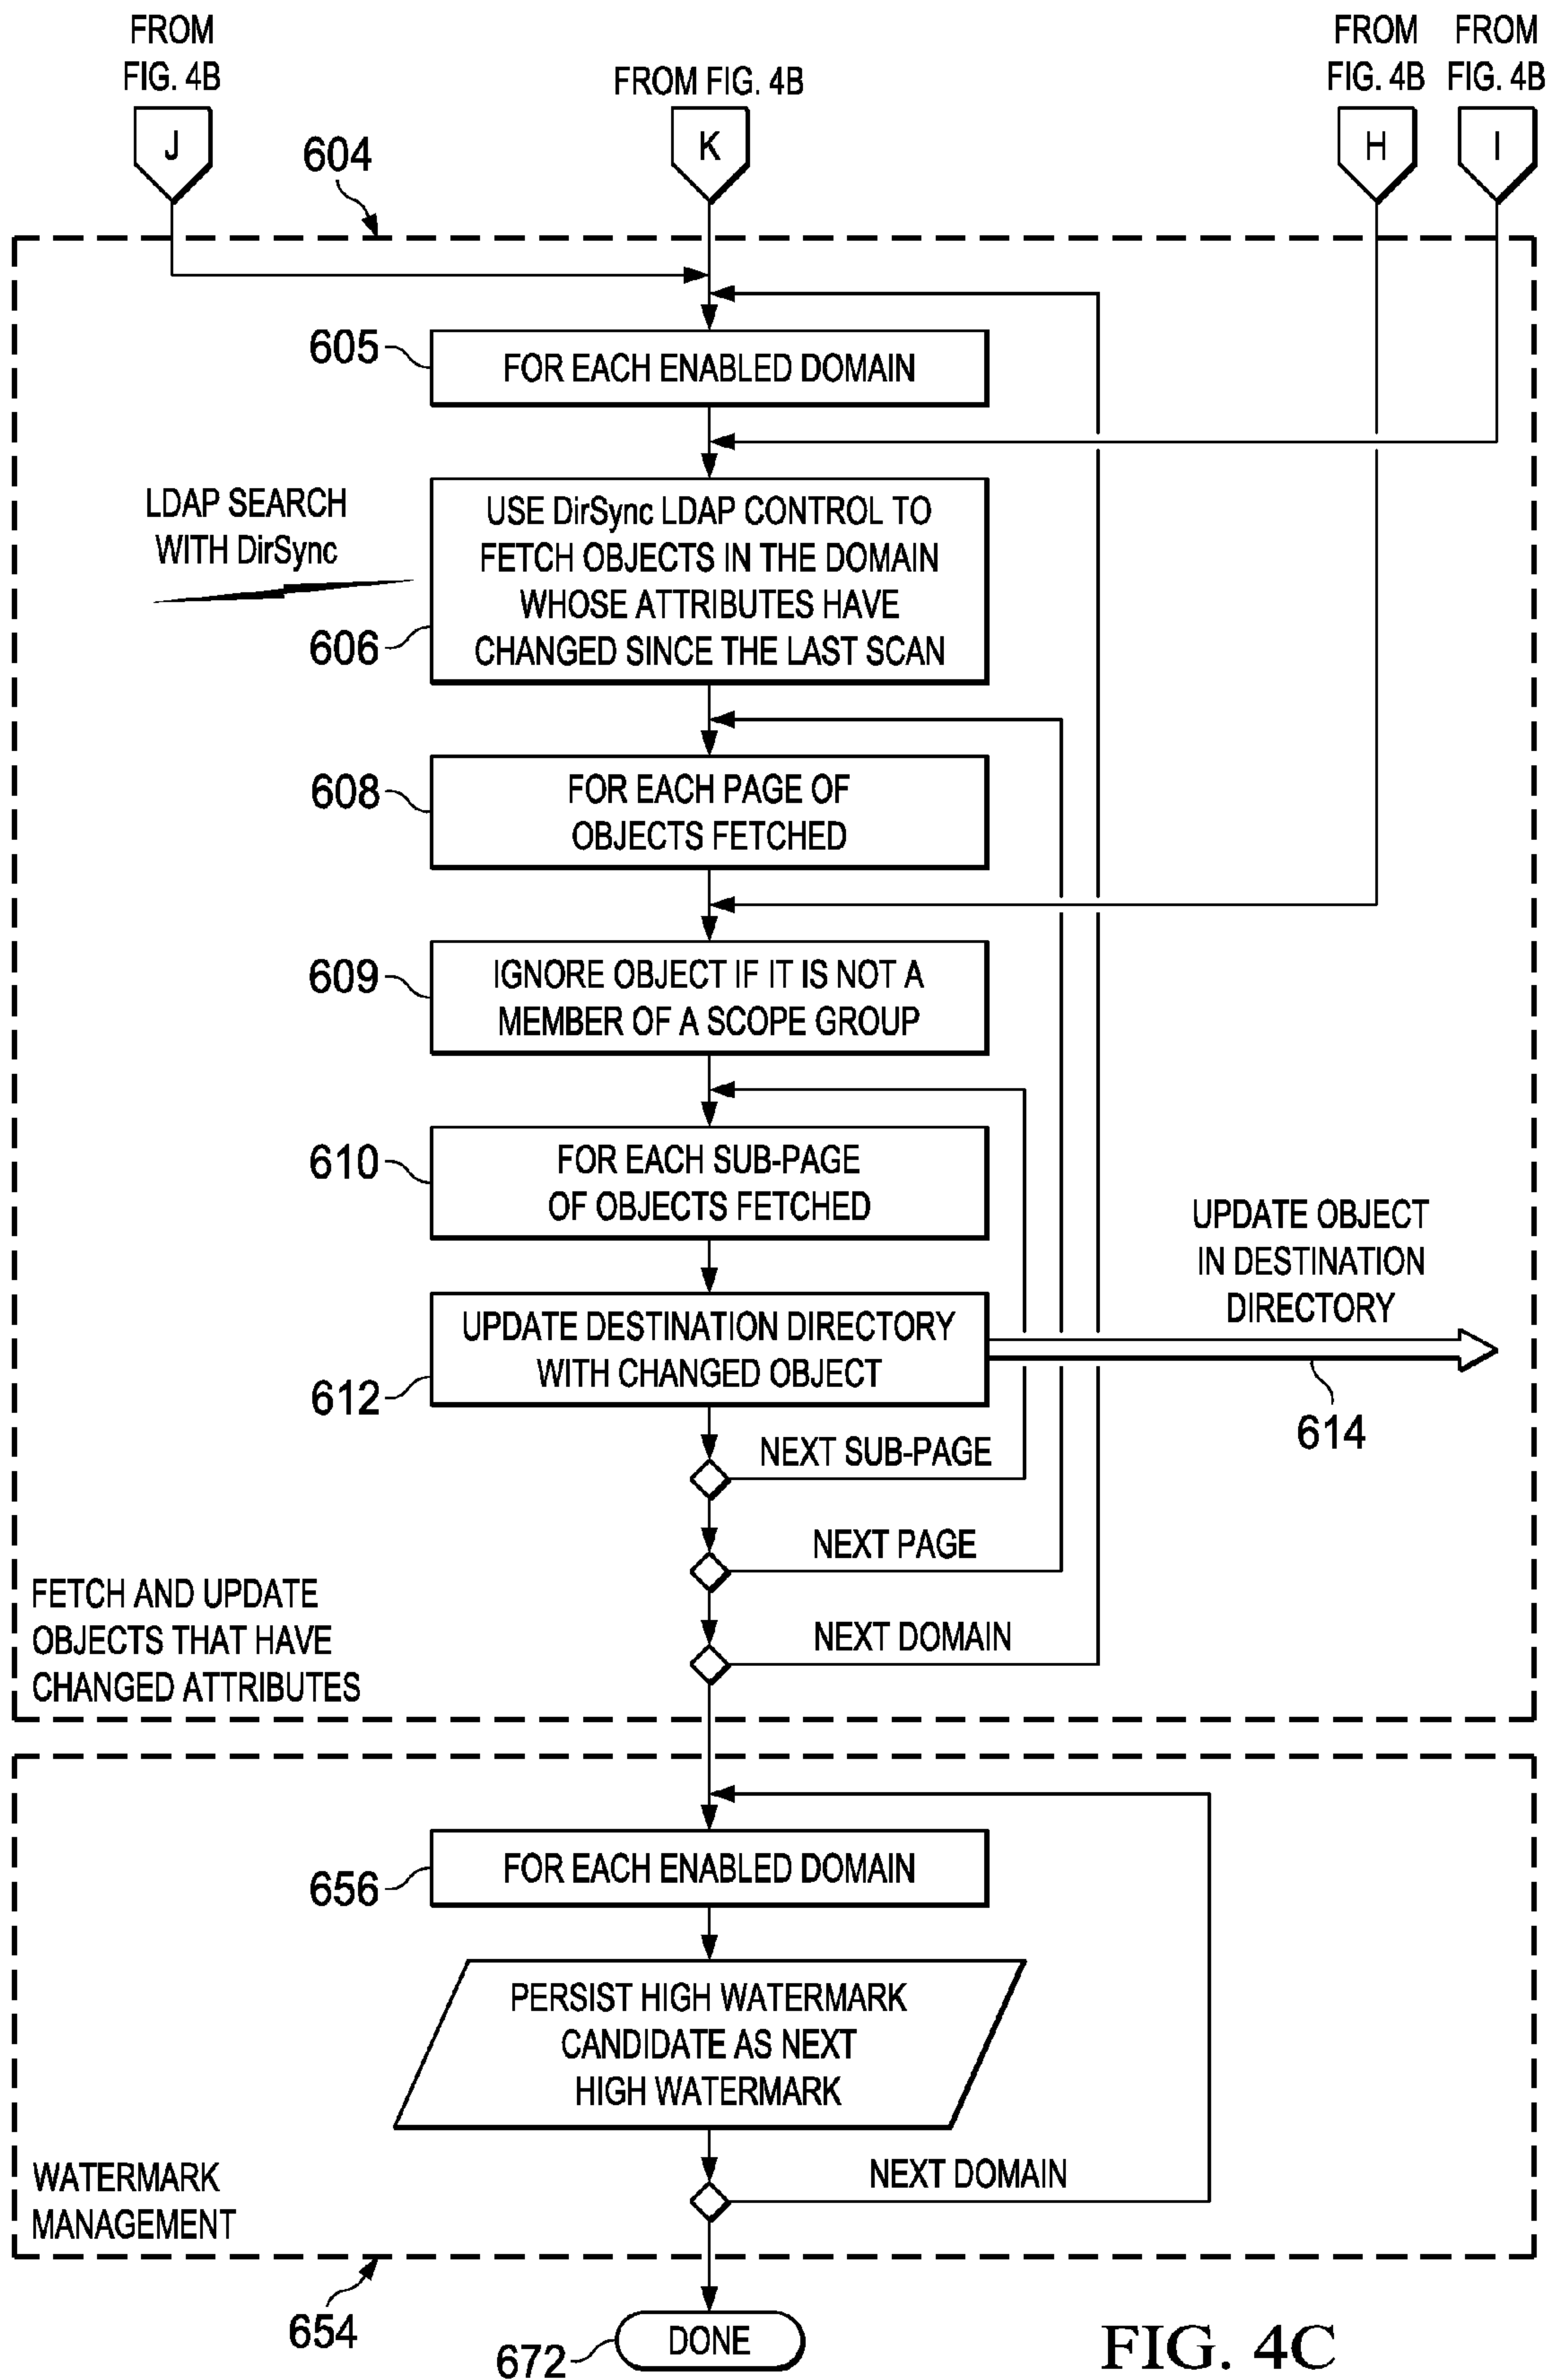 FROM
FIG. 4B
FROM FIG. 4B
FROM
FIG. 4B
FROM
FIG. 4B
J
K
H
I
604
605
FOR EACH ENABLED DOMAIN
LDAP SEARCH
WITH DirSync
606
USE DirSync LDAP CONTROL TO
FETCH OBJECTS IN THE DOMAIN
WHOSE ATTRIBUTES HAVE
CHANGED SINCE THE LAST SCAN
608
FOR EACH PAGE OF
OBJECTS FETCHED
609
IGNORE OBJECT IF IT IS NOT A
MEMBER OF A SCOPE GROUP
610
FOR EACH SUB-PAGE
OF OBJECTS FETCHED
UPDATE OBJECT
IN DESTINATION
DIRECTORY
612
UPDATE DESTINATION DIRECTORY
WITH CHANGED OBJECT
614
NEXT SUB-PAGE
NEXT PAGE
NEXT DOMAIN
FETCH AND UPDATE
OBJECTS THAT HAVE
CHANGED ATTRIBUTES
656
FOR EACH ENABLED DOMAIN
PERSIST HIGH WATERMARK
CANDIDATE AS NEXT
HIGH WATERMARK
NEXT DOMAIN
WATERMARK
MANAGEMENT
654
672
DONE
FIG. 4C